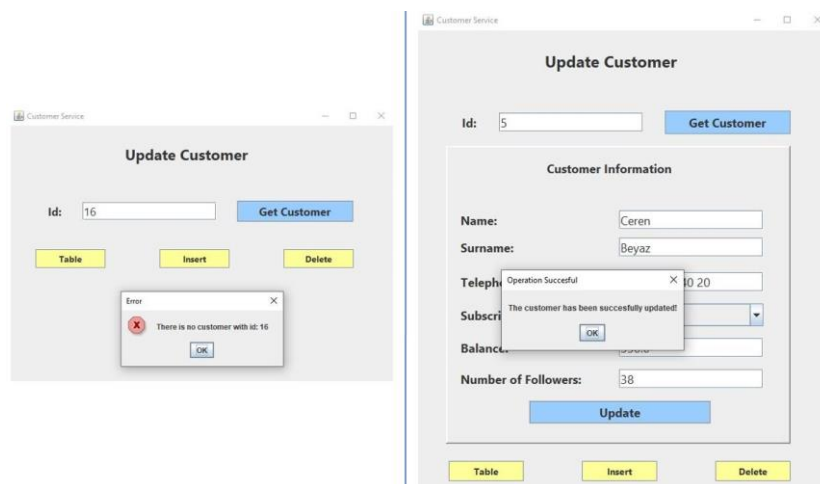 Customer Service
Update Customer
Id: 16 Get Customer
Table Insert Delete
Error
There is no customer with id: 16
OK
Customer Service
Update Customer
Id: 5 Get Customer
Customer Information
Name: Ceren
Surname: Beyaz
Operation Succesful
20
The customer has been succesfully updated!
OK
Number of Followers: 38
Update
Table Insert Delete